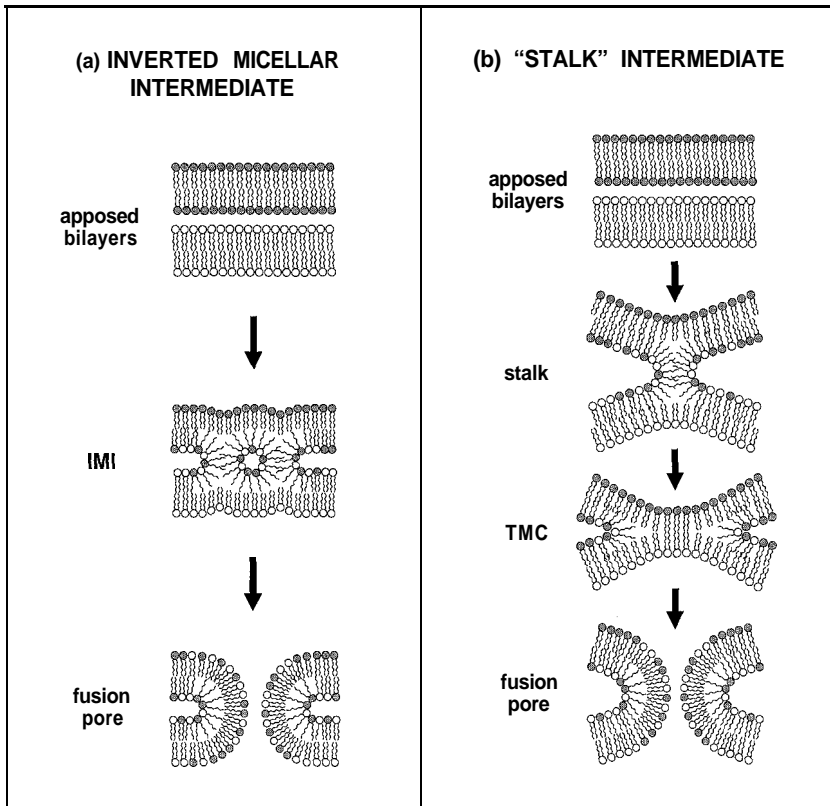 (a) INVERTED MICELLAR
INTERMEDIATE
apposed
bilayers
IMI
fusion
pore
(b) “STALK” INTERMEDIATE
apposed
bilayers
stalk
TMC
fusion
pore